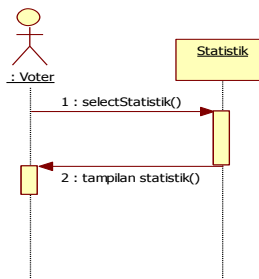 Statistik
: Voter
1 : selectStatistik()
2 : tampilan statistik()